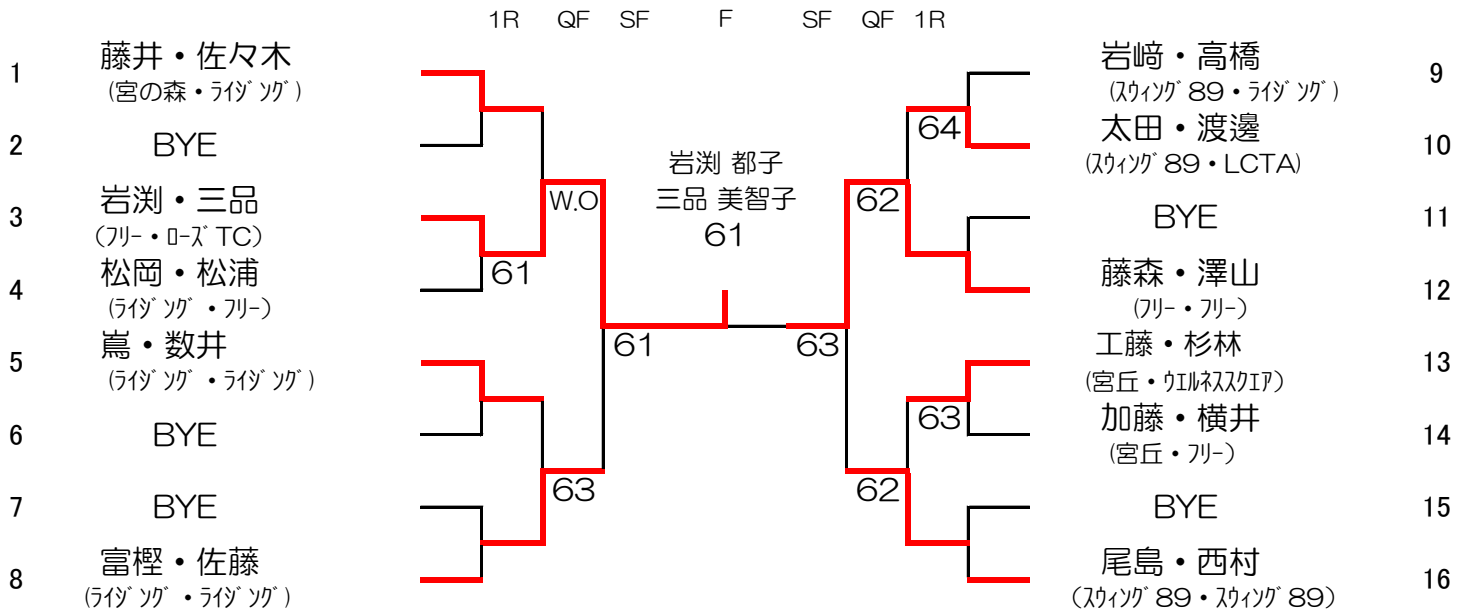 1R QF SF F SF QF 1R
1 藤井・佐々木
(宮の森・ﾗｲｼﾞﾝｸﾞ)
2 BYE
3 岩渕・三品
(ﾌﾘｰ・ﾛｰｽﾞTC)
4 松岡・松浦
(ﾗｲｼﾞﾝｸﾞ・ﾌﾘｰ)
5 嶌・数井
(ﾗｲｼﾞﾝｸﾞ・ﾗｲｼﾞﾝｸﾞ)
6 BYE
7 BYE
8 富樫・佐藤
(ﾗｲｼﾞﾝｸﾞ・ﾗｲｼﾞﾝｸﾞ)
W.O
61
61
63
岩渕 都子
三品 美智子
61
64
62
63
63
62
岩﨑・高橋 9
(ｽｳｨﾝｸﾞ89・ﾗｲｼﾞﾝｸﾞ)
太田・渡邊 10
(ｽｳｨﾝｸﾞ89・LCTA)
BYE 11
藤森・澤山 12
(ﾌﾘｰ・ﾌﾘｰ)
工藤・杉林 13
(宮丘・ｳｴﾙﾈｽｽｸｴｱ)
加藤・横井 14
(宮丘・ﾌﾘｰ)
BYE 15
尾島・西村 16
(ｽｳｨﾝｸﾞ89・ｽｳｨﾝｸﾞ89)